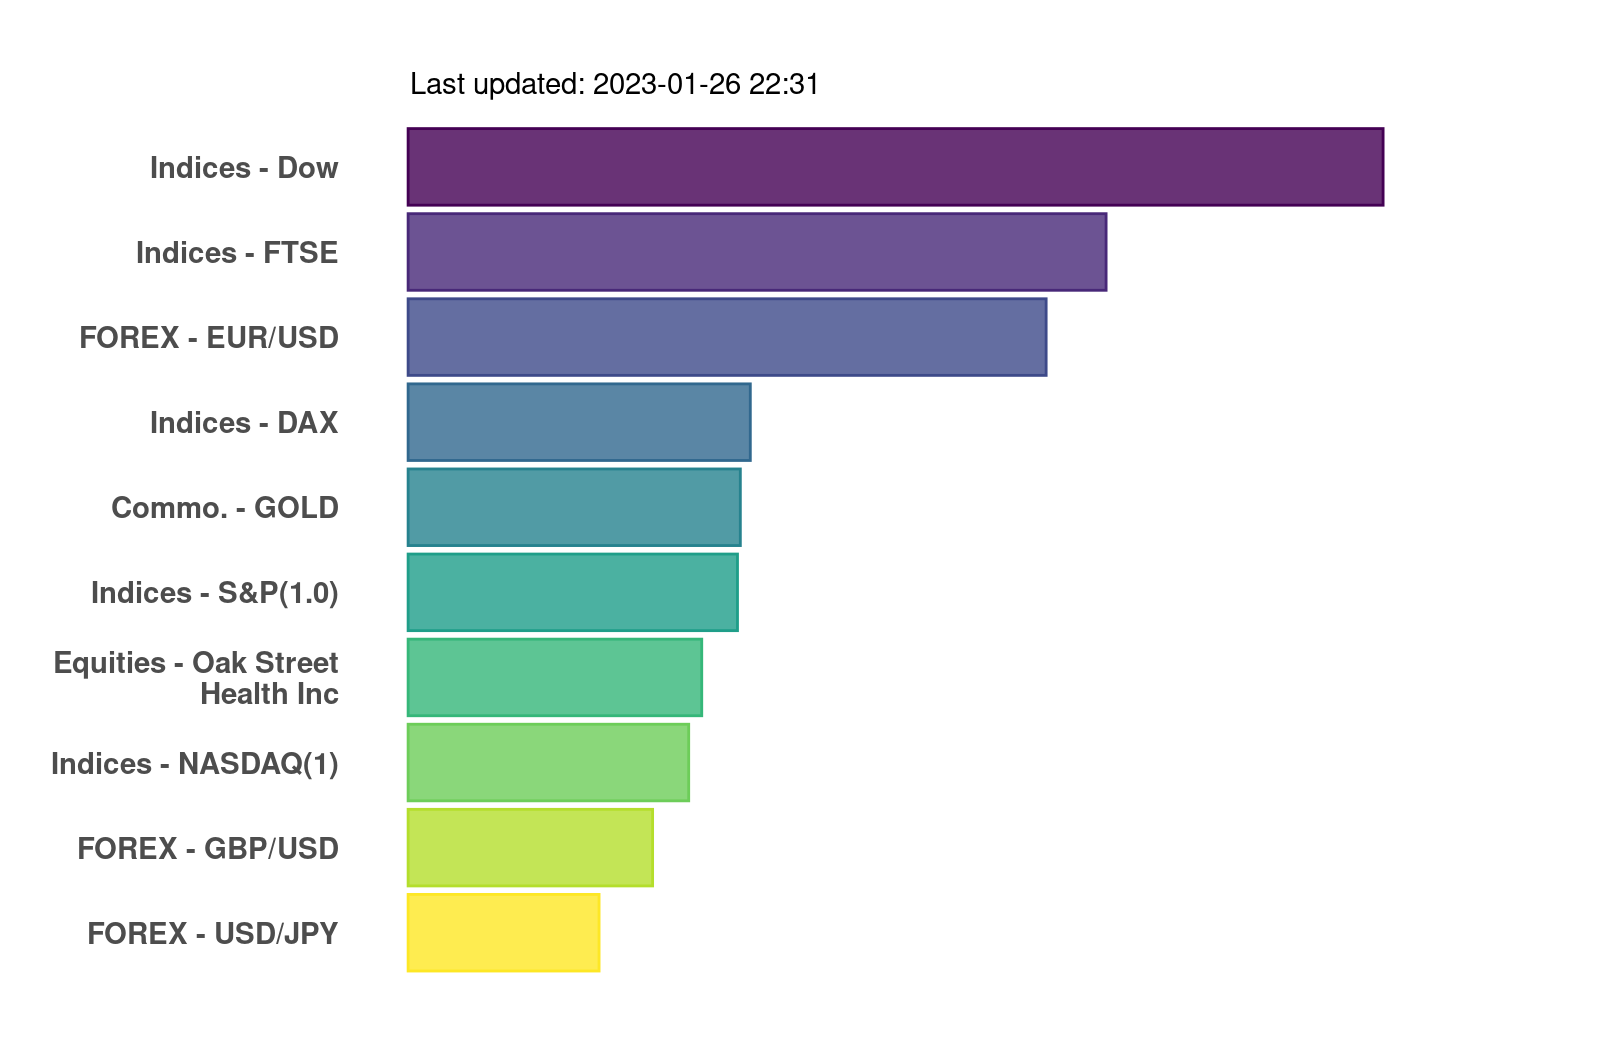 Last updated: 2023-01-26 22:31
Indices - Dow
Indices - FTSE
FOREX - EUR/USD
Indices - DAX
Commo. - GOLD
Indices - S&P(1.0)
Equities - Oak Street
Health Inc
Indices - NASDAQ(1)
FOREX - GBP/USD
FOREX - USD/JPY